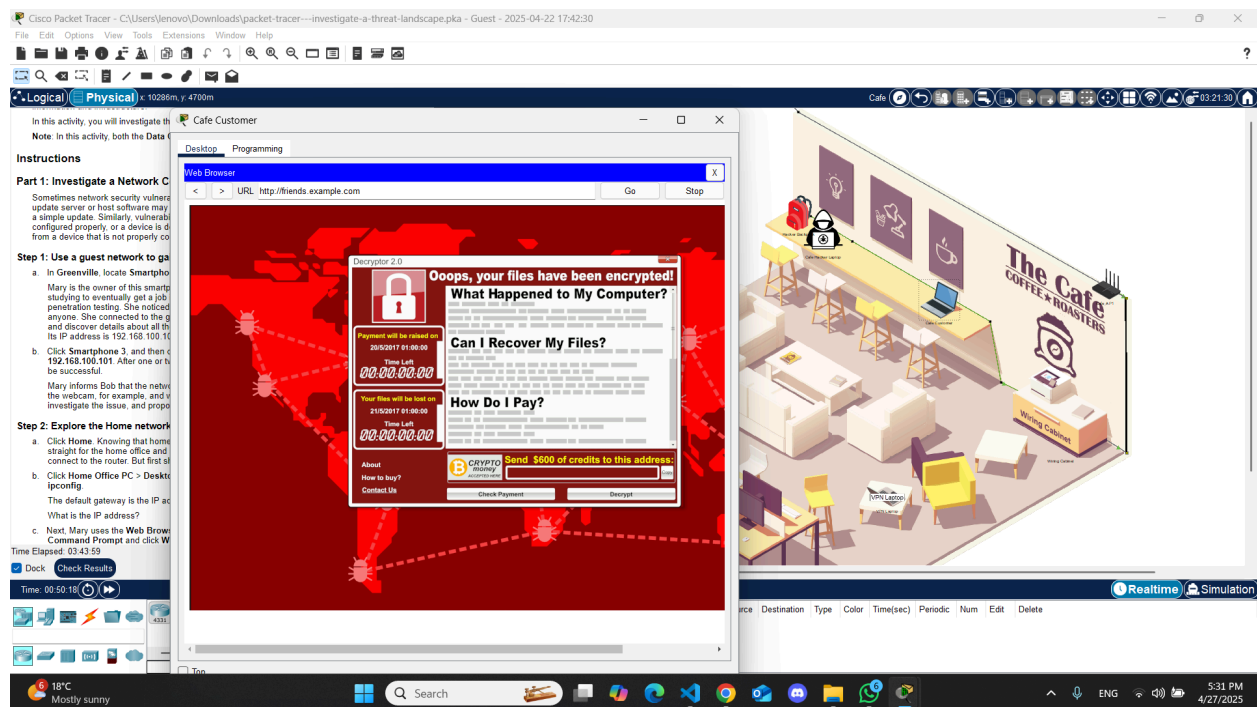 Cisco Packet Tracer - C:\Users\lenovo\Downloads\packet-tracer---investigate-a-threat-landscape.pka - Guest - 2025-04-22 17:42:30
File Edit Options View Tools Extensions Window Help
?
Logical Physical x: 10286m, y: 4700m
Cafe
03:21:30
In this activity, you will investigate th
Note: In this activity, both the Data
Instructions
Part 1: Investigate a Network C
Sometimes network security vulnera
update server or host software may
a simple update. Similarly, vulnerabi
configured properly, or a device is d
from a device that is not properly co
Step 1: Use a guest network to ga
a. In Greenville, locate Smartpho
Mary is the owner of this smartp
studying to eventually get a job
penetration testing. She noticed
anyone. She connected to the g
and discover details about all th
Its IP address is 192.168.100.10
b. Click Smartphone 3, and then c
192.168.100.101. After one or tw
be successful.
Mary informs Bob that the netwo
the webcam, for example, and v
investigate the issue, and propo
Step 2: Explore the Home network
a. Click Home. Knowing that home
straight for the home office and
connect to the router. But first sl
b. Click Home Office PC > Deskto
ipconfig.
The default gateway is the IP ac
What is the IP address?
c. Next, Mary uses the Web Brows
Command Prompt and click W
Time Elapsed: 03:43:59
Dock Check Results
Time: 00:50:18
4331
Cafe Customer
Desktop Programming
Web Browser
X
< > URL http://friends.example.com Go Stop
Decryptor 2.0
Ooops, your files have been encrypted!
What Happened to My Computer?
Payment will be raised on
20/5/2017 01:00:00
Time Left
00:00:00:00
Can I Recover My Files?
Your files will be lost on
21/5/2017 01:00:00
Time Left
00:00:00:00
How Do I Pay?
About
How to buy?
Contact Us
CRYPTO
money
ACCEPTED HERE
Send $600 of credits to this address:
Check Payment
Decrypt
Top
The Cafe
COFFEE★ROASTERS
Cafe Customer
Wiring Cabinet
Wiring Cabinet
VPN Laptop
VPN Laptop
Realtime Simulation
Destination Type Color Time(sec) Periodic Num Edit Delete
6
18°C
Mostly sunny
Search
6
ENG
5:31 PM
4/27/2025